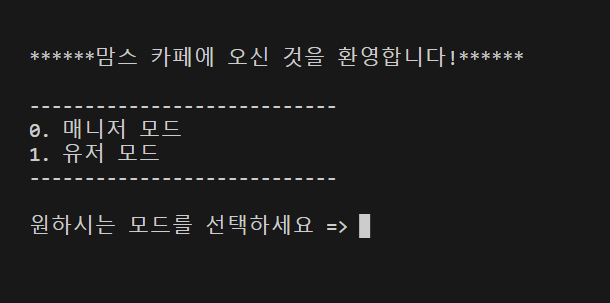 ******맘스 카페에 오신 것을 환영합니다!******
----------------------------
0. 매니저 모드
1. 유저 모드
----------------------------
원하시는 모드를 선택하세요 =>